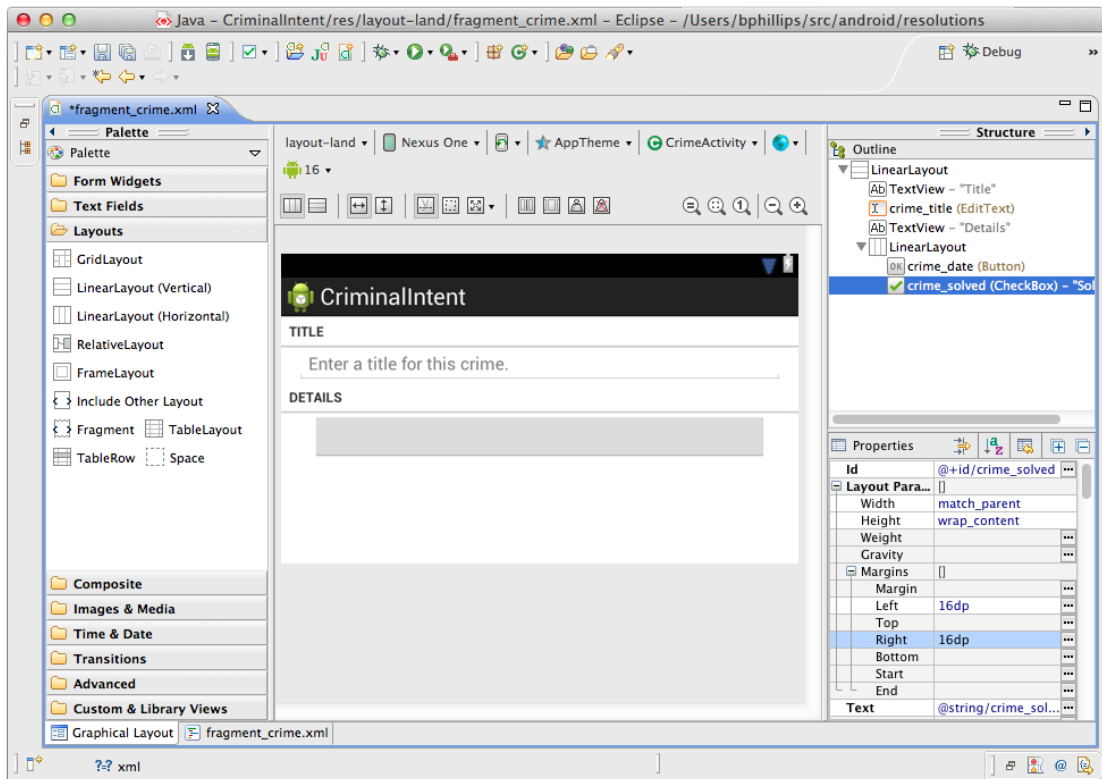 Java – CriminalIntent/res/layout-land/fragment_crime.xml – Eclipse – /Users/bphillips/src/android/resolutions
Debug
»
*fragment_crime.xml
Palette
Palette
Form Widgets
Text Fields
Layouts
GridLayout
LinearLayout (Vertical)
LinearLayout (Horizontal)
RelativeLayout
FrameLayout
Include Other Layout
Fragment TableLayout
TableRow Space
Composite
Images & Media
Time & Date
Transitions
Advanced
Custom & Library Views
layout-land Nexus One AppTheme CrimeActivity
16
CriminalIntent
TITLE
Enter a title for this crime.
DETAILS
Structure
Outline
LinearLayout
Ab TextView – "Title"
I crime_title (EditText)
Ab TextView – "Details"
LinearLayout
OK crime_date (Button)
crime_solved (CheckBox) – "Sol
Properties
Id @+id/crime_solved
Layout Para... []
Width match_parent
Height wrap_content
Weight
Gravity
Margins []
Margin
Left 16dp
Top
Right 16dp
Bottom
Start
End
Text @string/crime_sol...
Graphical Layout fragment_crime.xml
xml